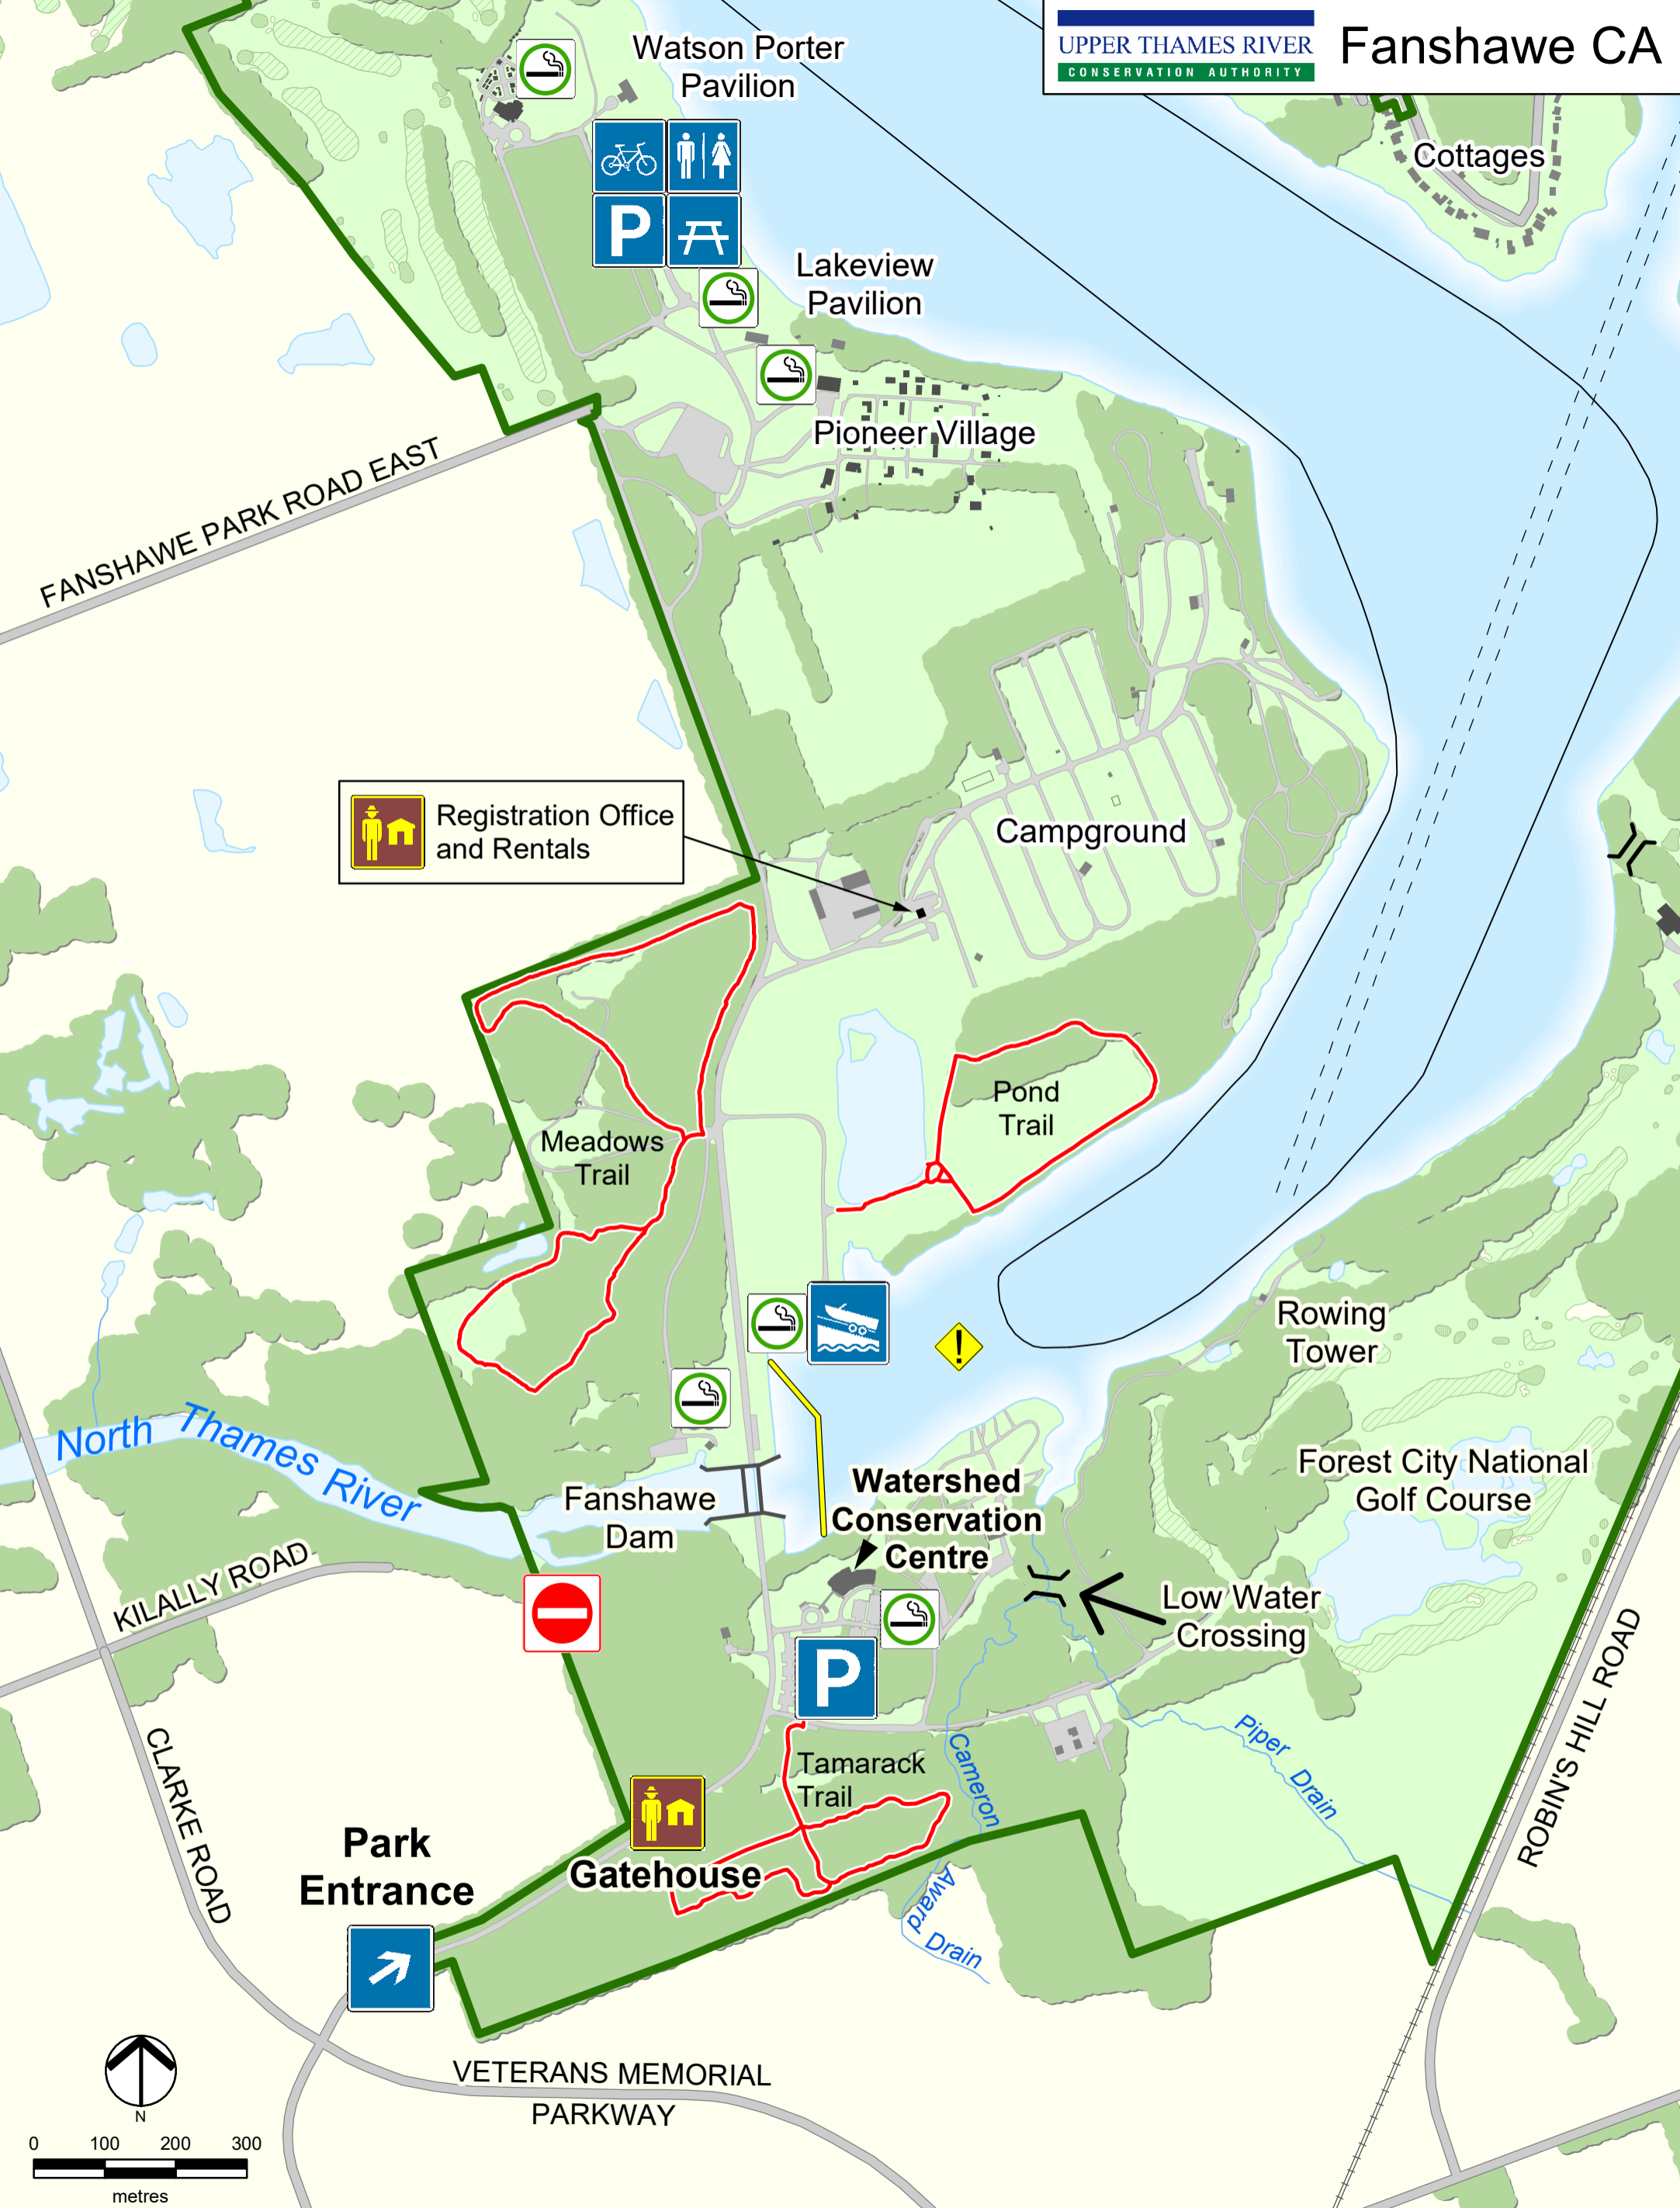 UPPER THAMES RIVER
CONSERVATION AUTHORITY
Fanshawe CA
Watson Porter
Pavilion
Cottages
P
Lakeview
Pavilion
Pioneer Village
FANSHAWE PARK ROAD EAST
Registration Office
and Rentals
Campground
Pond
Trail
Meadows
Trail
Rowing
Tower
!
North Thames River
Forest City National
Golf Course
Watershed
Conservation
Centre
Fanshawe
Dam
KILALLY ROAD
Low Water
Crossing
P
ROBIN'S HILL ROAD
CLARKE ROAD
Piper Drain
Cameron
Award Drain
Tamarack
Trail
Gatehouse
Park
Entrance
VETERANS MEMORIAL
PARKWAY
N
0 100 200 300
metres